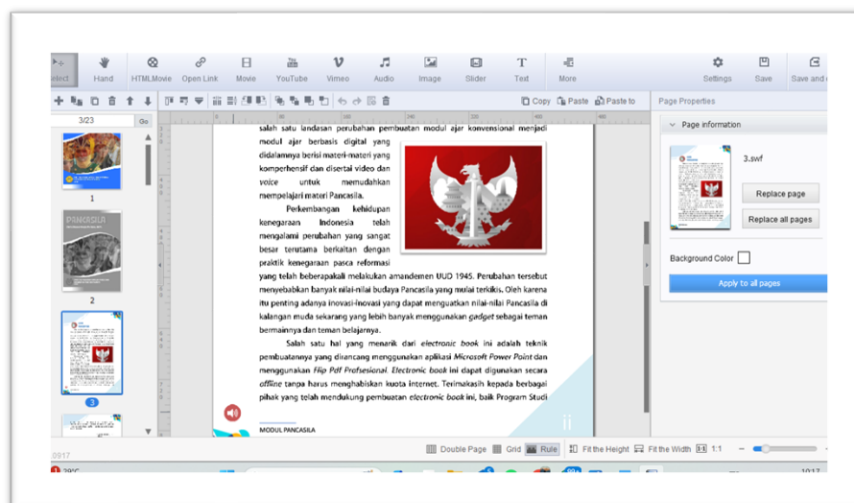 Select Hand HTMLMovie Open Link Movie YouTube Vimeo Audio Image Slider Text More Settings Save Save and
Copy Paste Paste to Page Properties
3/23 Go
Page information
3.swf
Replace page
Replace all pages
Background Color
Apply to all pages
1
PANCASILA
2
3
salah satu landasan perubahan pembuatan modul ajar konvensional menjadi
modul ajar berbasis digital yang
didalamnya berisi materi-materi yang
komperhensif dan disertai video dan
voice untuk memudahkan
mempelajari materi Pancasila.
Perkembangan kehidupan
kenegaraan Indonesia telah
mengalami perubahan yang sangat
besar terutama berkaitan dengan
praktik kenegaraan pasca reformasi
yang telah beberapakali melakukan amandemen UUD 1945. Perubahan tersebut
menyebabkan banyak nilai-nilai budaya Pancasila yang mulai terkikis. Oleh karena
itu penting adanya inovasi-inovasi yang dapat menguatkan nilai-nilai Pancasila di
kalangan muda sekarang yang lebih banyak menggunakan gadget sebagai teman
bermainnya dan teman belajarnya.
Salah satu hal yang menarik dari electronic book ini adalah teknik
pembuatannya yang dirancang menggunakan aplikasi Microsoft Power Point dan
menggunakan Flip Pdf Profsesional. Electronic book ini dapat digunakan secara
offline tanpa harus menghabiskan kuota internet. Terimakasih kepada berbagai
pihak yang telah mendukung pembuatan electronic book ini, baik Program Studi
ii
MODUL PANCASILA
Double Page Grid Rule Fit the Height Fit the Width 1:1
.0917
29°C 10:17